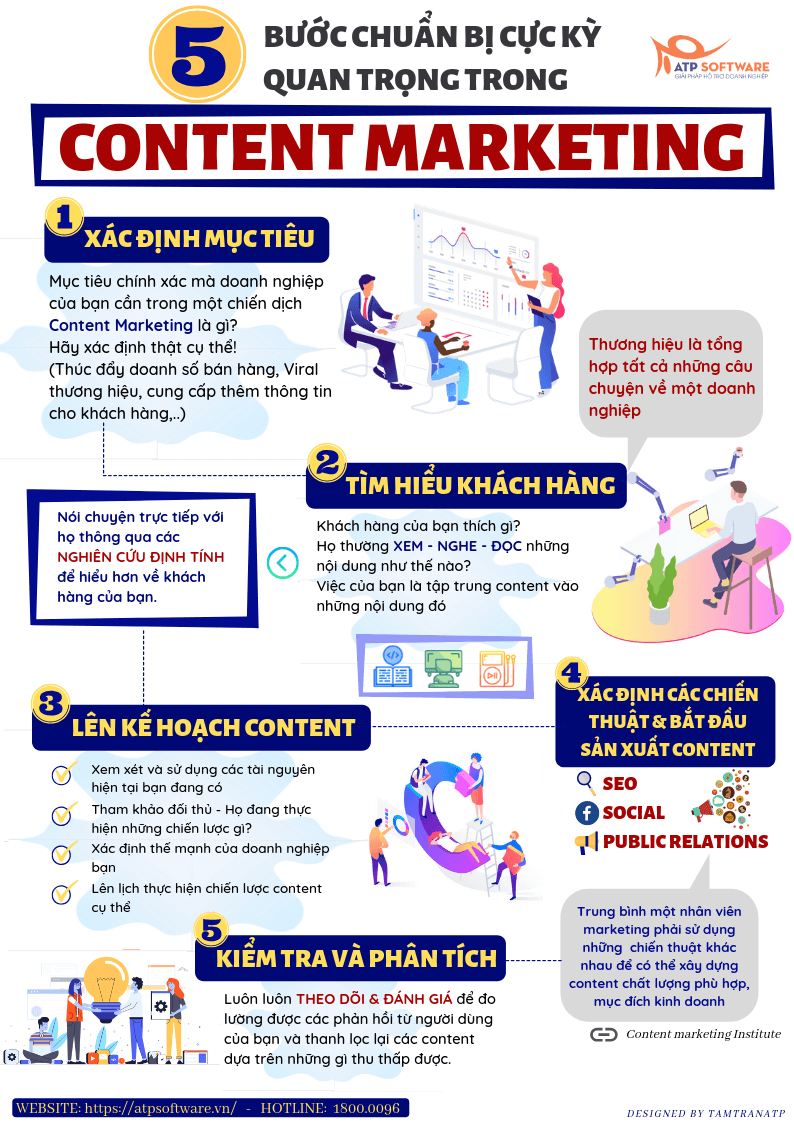 5
BƯỚC CHUẨN BỊ CỰC KỲ
QUAN TRỌNG TRONG
ATP SOFTWARE
GIẢI PHÁP HỖ TRỢ DOANH NGHIỆP
CONTENT MARKETING
1
XÁC ĐỊNH MỤC TIÊU
Mục tiêu chính xác mà doanh nghiệp
của bạn cần trong một chiến dịch
Content Marketing là gì?
Hãy xác định thật cụ thể!
(Thúc đẩy doanh số bán hàng, Viral
thương hiệu, cung cấp thêm thông tin
cho khách hàng,..)
Thương hiệu là tổng
hợp tất cả những câu
chuyện về một doanh
nghiệp
2
TÌM HIỂU KHÁCH HÀNG
Khách hàng của bạn thích gì?
Họ thường XEM - NGHE - ĐỌC những
nội dung như thế nào?
Việc của bạn là tập trung content vào
những nội dung đó
Nói chuyện trực tiếp với
họ thông qua các
NGHIÊN CỨU ĐỊNH TÍNH
để hiểu hơn về khách
hàng của bạn.
3
LÊN KẾ HOẠCH CONTENT
Xem xét và sử dụng các tài nguyên
hiện tại bạn đang có
Tham khảo đối thủ - Họ đang thực
hiện những chiến lược gì?
Xác định thế mạnh của doanh nghiệp
bạn
Lên lịch thực hiện chiến lược content
cụ thể
4
XÁC ĐỊNH CÁC CHIẾN
THUẬT & BẮT ĐẦU
SẢN XUẤT CONTENT
SEO
SOCIAL
PUBLIC RELATIONS
Trung bình một nhân viên
marketing phải sử dụng
những chiến thuật khác
nhau để có thể xây dựng
content chất lượng phù hợp,
mục đích kinh doanh
Content marketing Institute
5
KIỂM TRA VÀ PHÂN TÍCH
Luôn luôn THEO DÕI & ĐÁNH GIÁ để đo
lường được các phản hồi từ người dùng
của bạn và thanh lọc lại các content
dựa trên những gì thu thấp được.
WEBSITE: https://atpsoftware.vn/ - HOTLINE: 1800.0096
DESIGNED BY TAMTRANATP